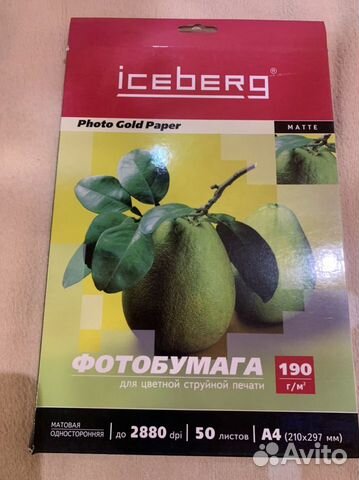 iceberg®
Photo Gold Paper
MATTE
ФОТОБУМАГА
для цветной струйной печати
190
г/м²
МАТОВАЯ
ОДНОСТОРОННЯЯ
до 2880 dpi
50 листов
A4 (210x297 мм)
Avito